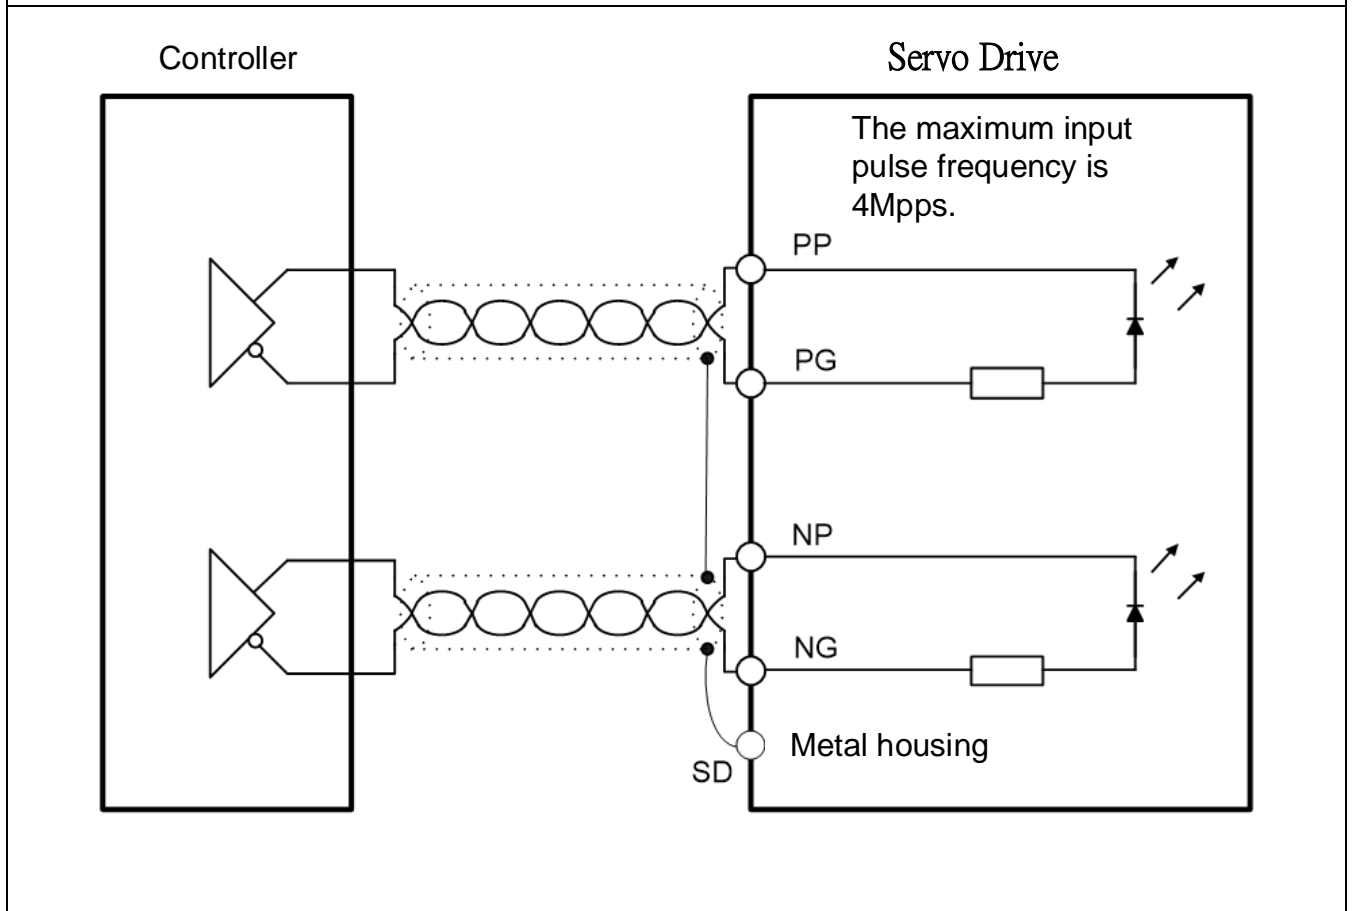 Controller
Servo Drive
The maximum input
pulse frequency is
4Mpps.
PP
PG
NP
NG
Metal housing
SD